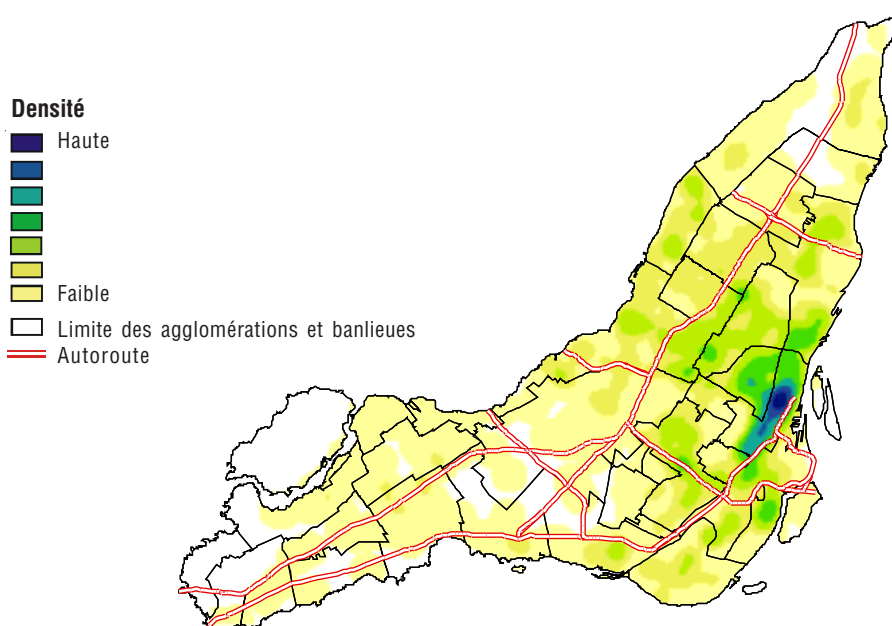 Densité
Haute
Faible
Limite des agglomérations et banlieues
Autoroute